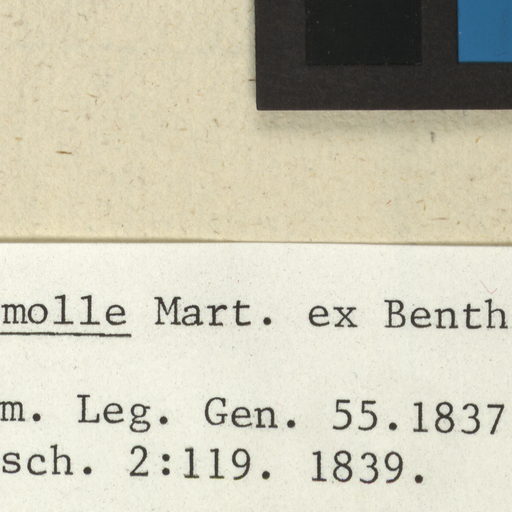 molle Mart. ex Benth
m. Leg. Gen. 55.1837
sch. 2:119. 1839.